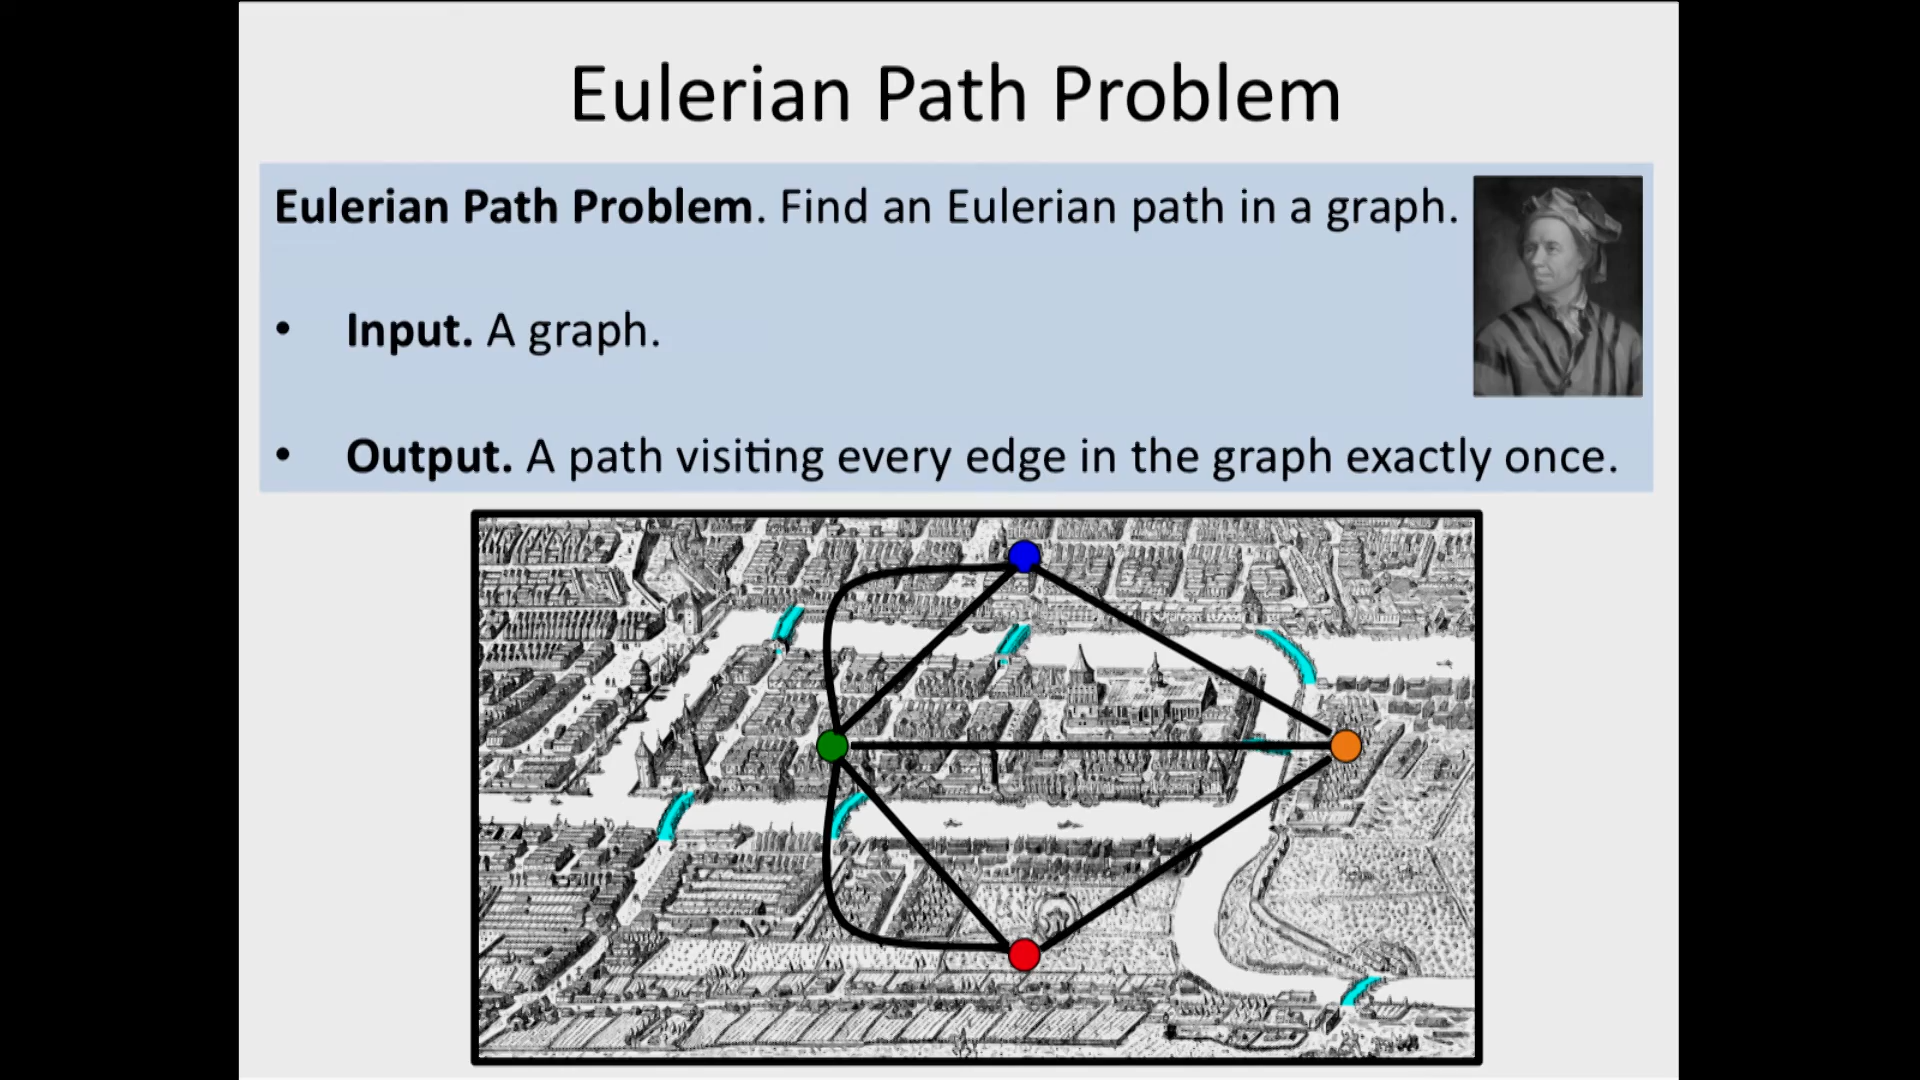 Eulerian Path Problem
Eulerian Path Problem. Find an Eulerian path in a graph.
• Input. A graph.
• Output. A path visiting every edge in the graph exactly once.